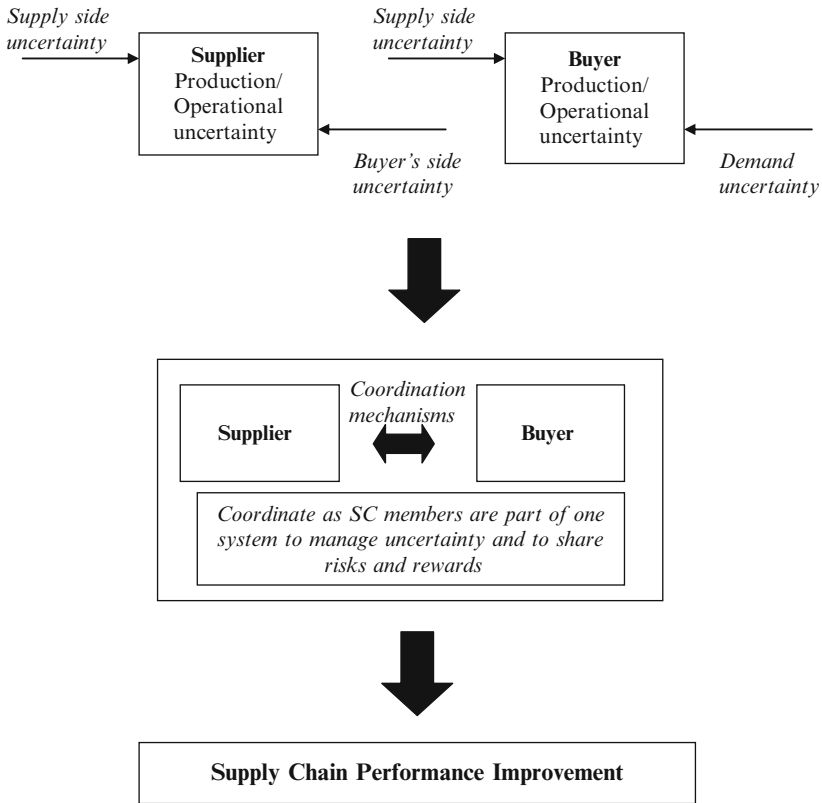 Supply side
uncertainty
Supplier
Production/
Operational
uncertainty
Buyer's side
uncertainty
Supply side
uncertainty
Buyer
Production/
Operational
uncertainty
Demand
uncertainty
Supplier
Coordination
mechanisms
Buyer
Coordinate as SC members are part of one
system to manage uncertainty and to share
risks and rewards
Supply Chain Performance Improvement